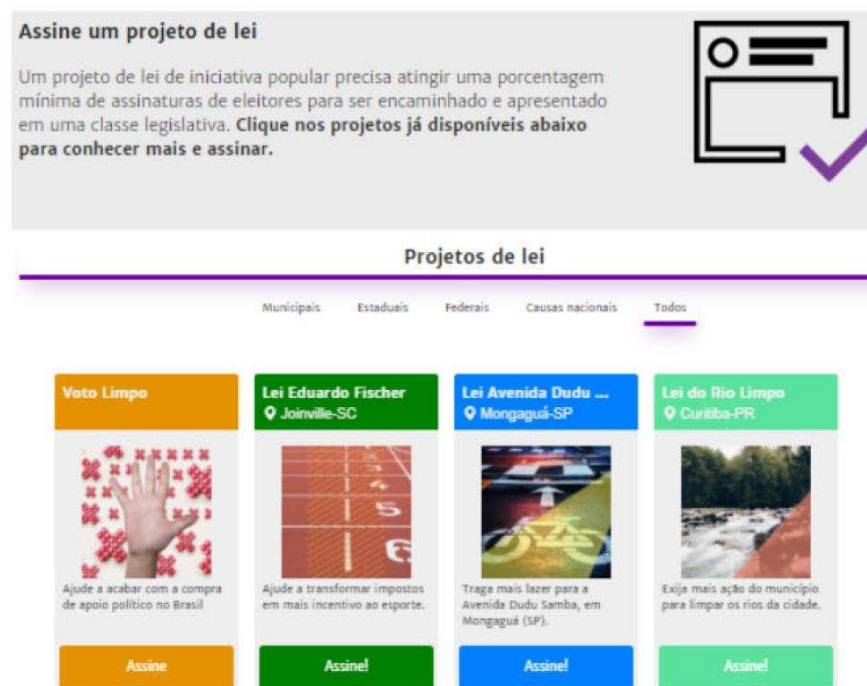 Assine um projeto de lei
Um projeto de lei de iniciativa popular precisa atingir uma porcentagem
mínima de assinaturas de eleitores para ser encaminhado e apresentado
em uma classe legislativa. Clique nos projetos já disponíveis abaixo
para conhecer mais e assinar.
Projetos de lei
Municipais Estaduais Federais Causas nacionais Todos
Voto Limpo
Ajude a acabar com a compra
de apoio político no Brasil
Assine
Lei Eduardo Fischer
Joinville-SC
5
6
Ajude a transformar impostos
em mais incentivo ao esporte.
Assine!
Lei Avenida Dudu ...
Mongaguá-SP
Traga mais lazer para a
Avenida Dudu Samba, em
Mongaguá (SP).
Assine!
Lei do Rio Limpo
Curitiba-PR
Exija mais ação do município
para limpar os rios da cidade.
Assine!